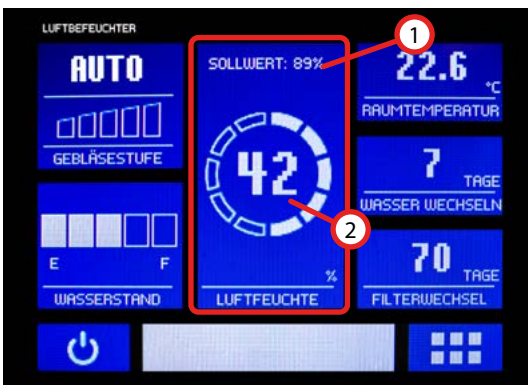 LUFTBEFEUCHTER
AUTO
GEBLÄSESTUFE
E F
WASSERSTAND
SOLLWERT: 89%
42
%
LUFTFEUCHTE
22.6 °C
RAUMTEMPERATUR
7 TAGE
WASSER WECHSELN
70 TAGE
FILTERWECHSEL
1
2